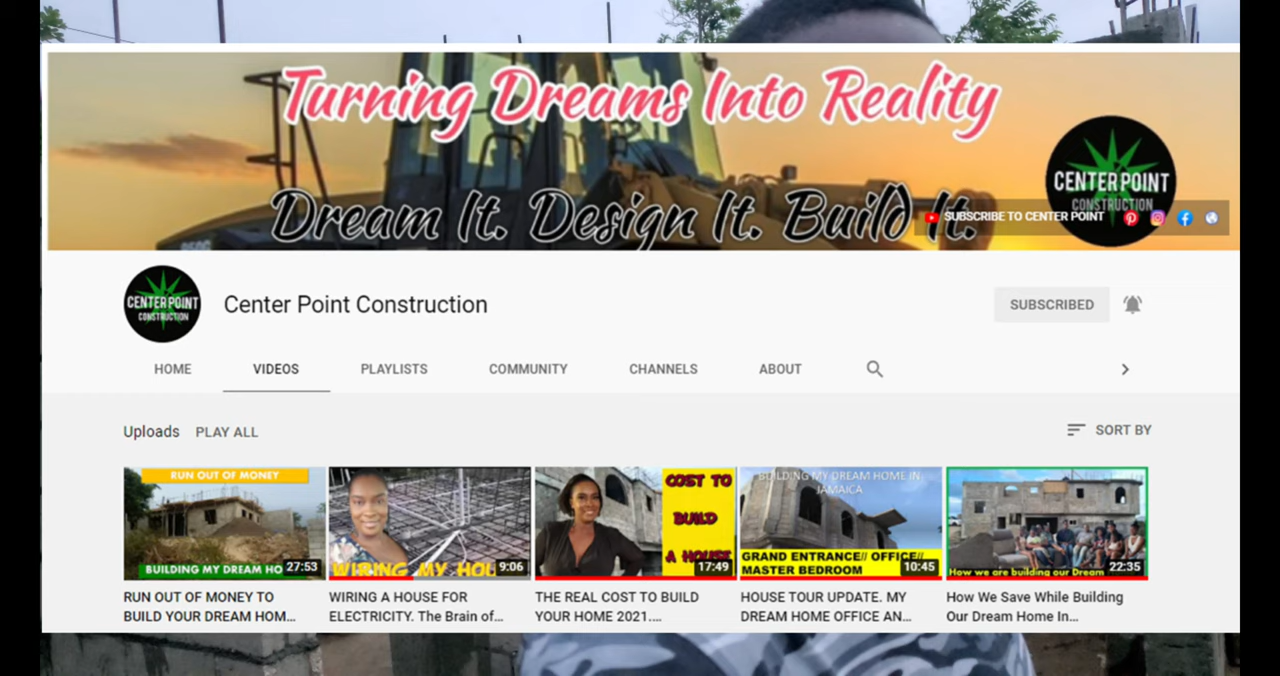 Turning Dreams Into Reality
Dream It. Design It. Build It.
CENTER POINT
CONSTRUCTION
SUBSCRIBE TO CENTER POINT
CENTER POINT
CONSTRUCTION
Center Point Construction
SUBSCRIBED
HOME VIDEOS PLAYLISTS COMMUNITY CHANNELS ABOUT
Uploads PLAY ALL
SORT BY
RUN OUT OF MONEY
BUILDING MY DREAM HO
27:53
RUN OUT OF MONEY TO
BUILD YOUR DREAM HOM...
WIRING MY HOU
9:06
WIRING A HOUSE FOR
ELECTRICITY. The Brain of...
COST TO
BUILD
A HOUSE
17:49
THE REAL COST TO BUILD
YOUR HOME 2021....
BUILDING MY DREAM HOME IN
JAMAICA
GRAND ENTRANCE// OFFICE//
MASTER BEDROOM
10:45
HOUSE TOUR UPDATE. MY
DREAM HOME OFFICE AN...
How we are building our Dream
22:35
How We Save While Building
Our Dream Home In...